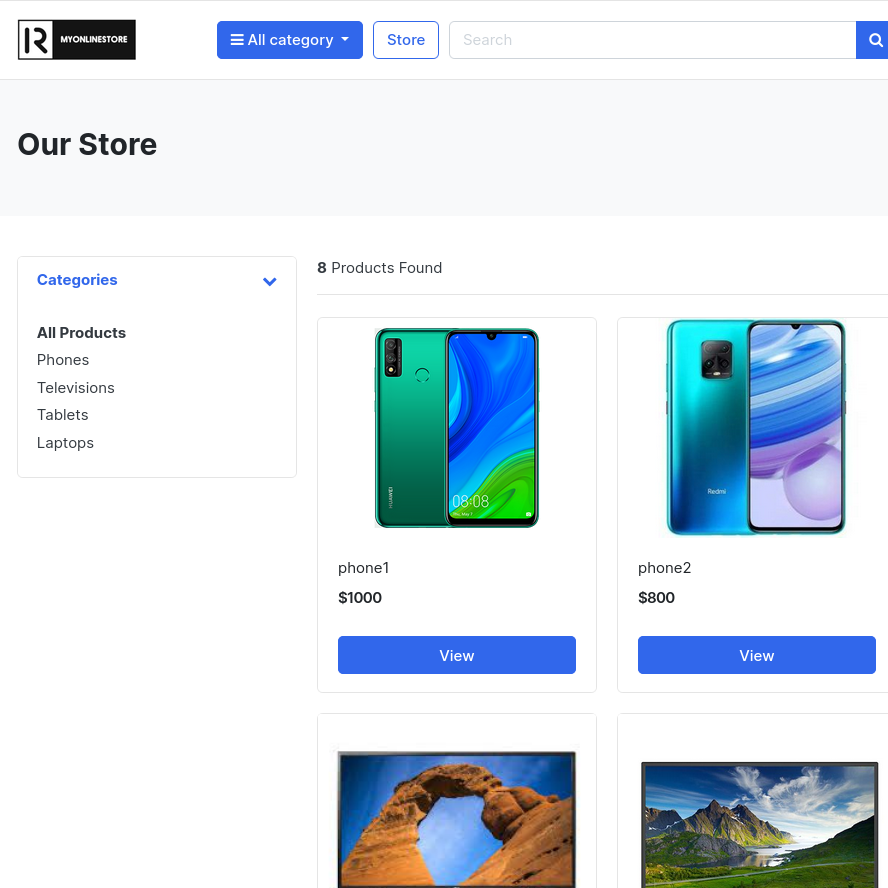 MYONLINESTORE
All category
Store
Search
Our Store
Categories
All Products
Phones
Televisions
Tablets
Laptops
8 Products Found
HUAWEI
08:08
Redmi
phone1
$1000
View
phone2
$800
View